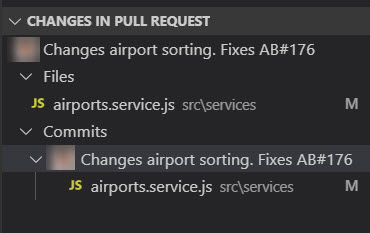 CHANGES IN PULL REQUEST
Changes airport sorting. Fixes AB#176
Files
JS airports.service.js src\services M
Commits
Changes airport sorting. Fixes AB#176
JS airports.service.js src\services M